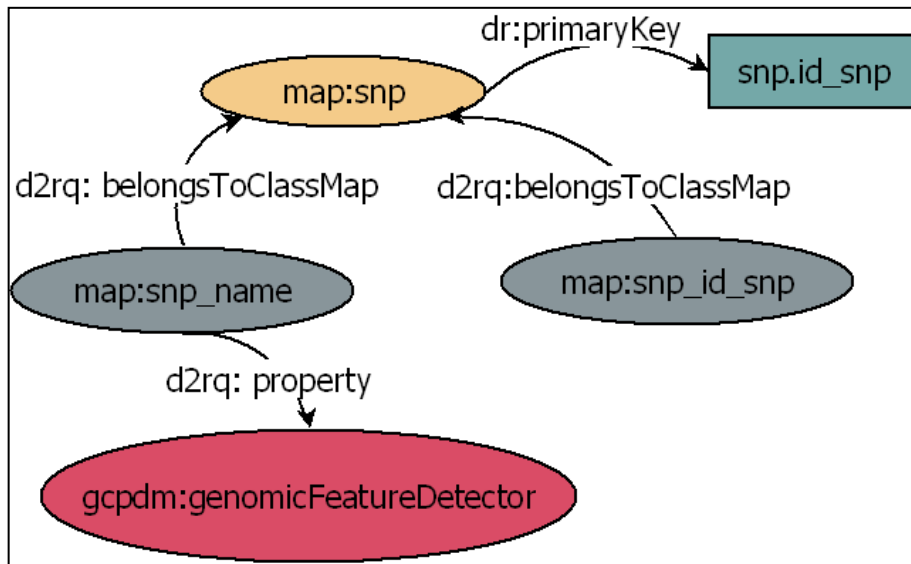 dr:primaryKey
map:snp
snp.id_snp
d2rq: belongsToClassMap
d2rq:belongsToClassMap
map:snp_name
map:snp_id_snp
d2rq: property
gcpdm:genomicFeatureDetector